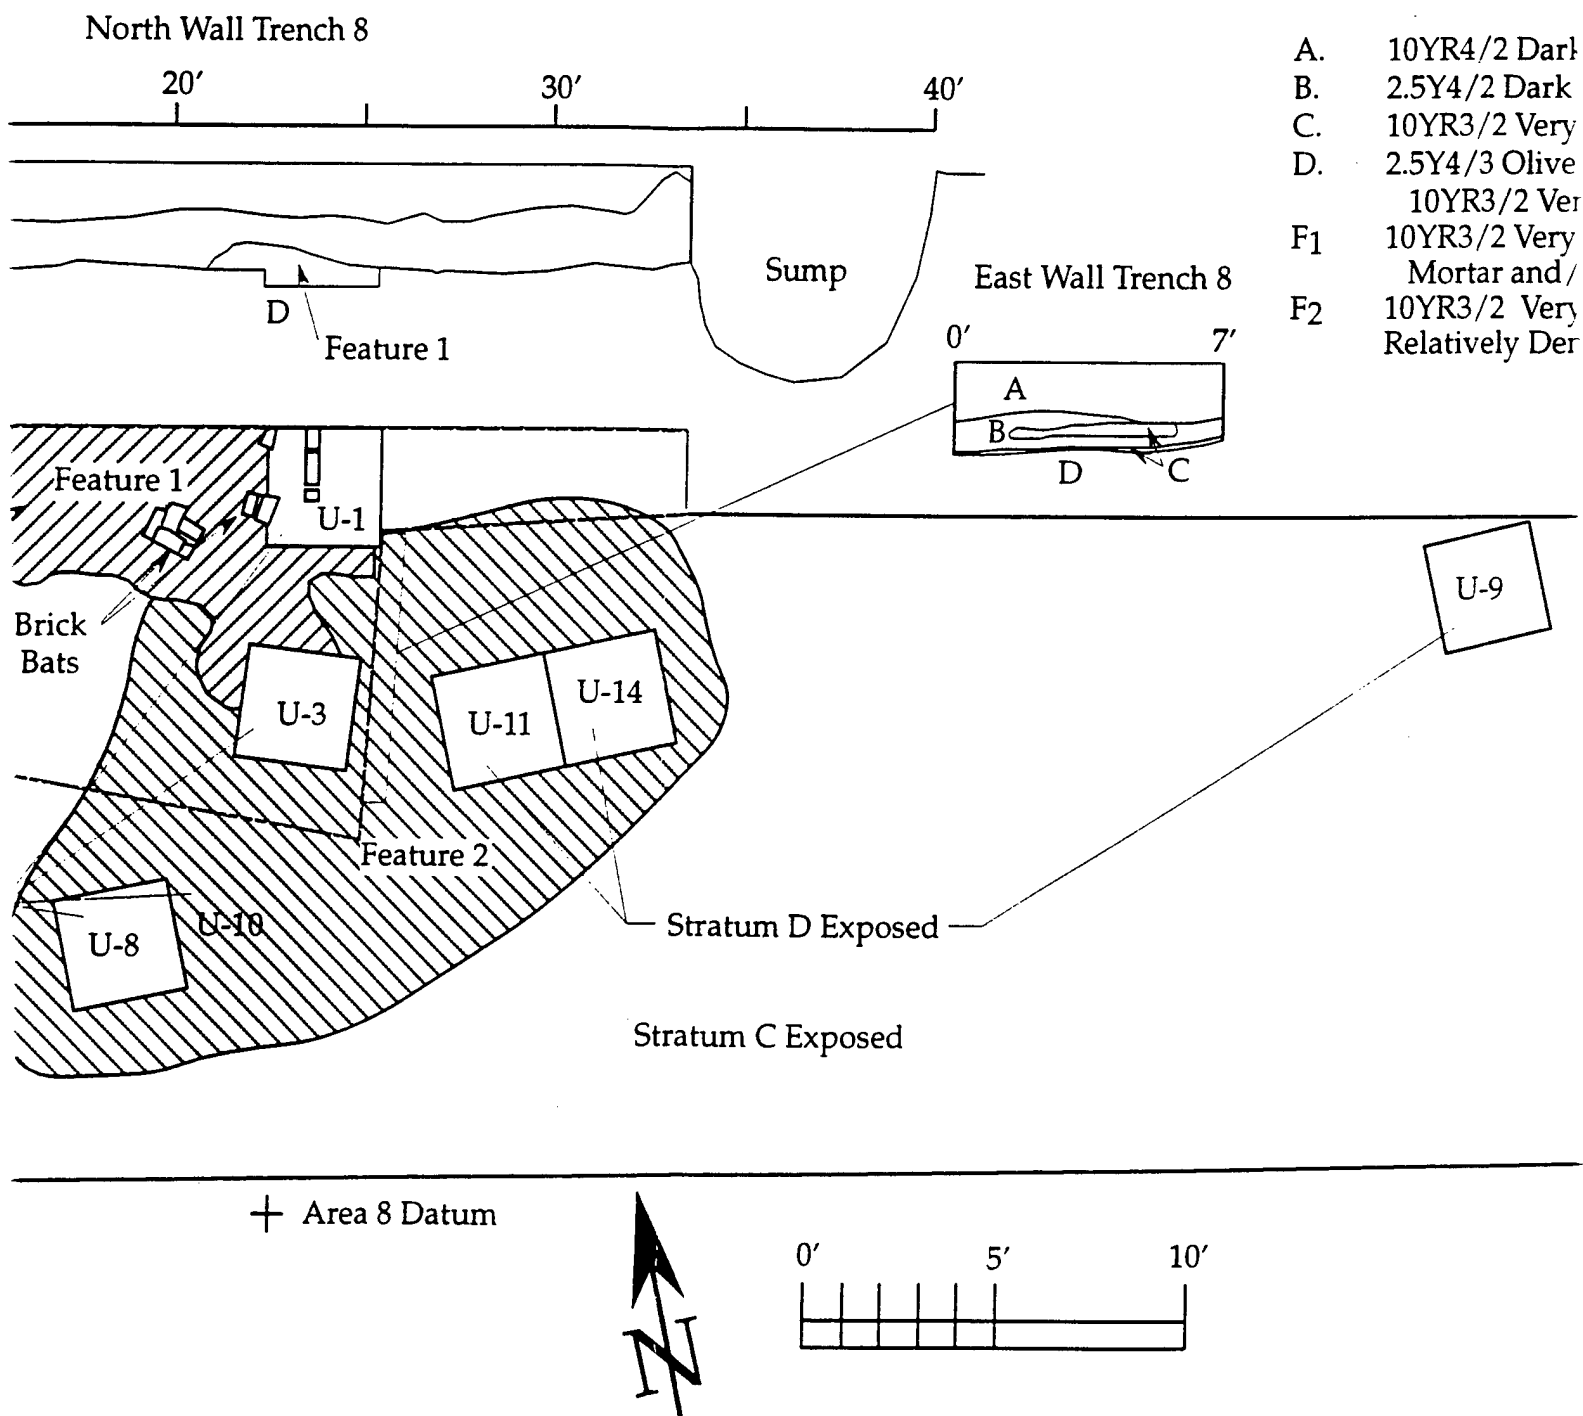 North Wall Trench 8
20'
30'
40'
A. 10YR4/2 Dark
B. 2.5Y4/2 Dark
C. 10YR3/2 Very
D. 2.5Y4/3 Olive
10YR3/2 Ver
F1 10YR3/2 Very
Mortar and
F2 10YR3/2 Very
Relatively Den
Sump
D
Feature 1
East Wall Trench 8
0'
7'
A
B
D
C
Feature 1
U-1
Brick
Bats
U-3
U-11
U-14
U-9
Feature 2
U-8
U-10
Stratum D Exposed
Stratum C Exposed
Area 8 Datum
N
0'
5'
10'